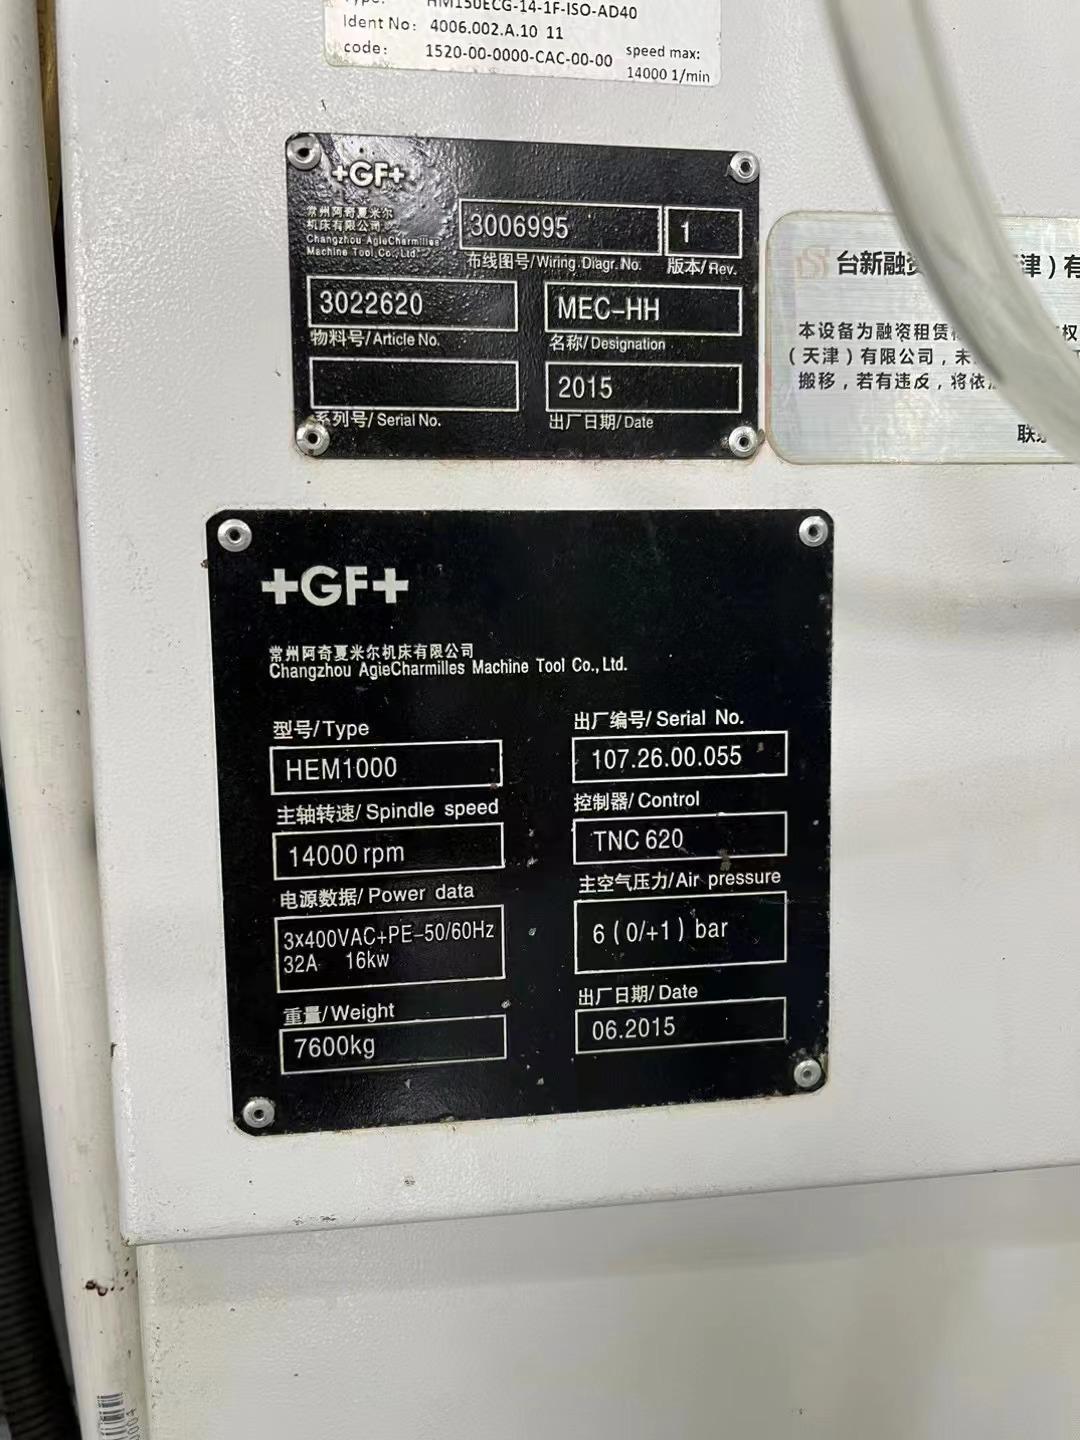 HM150ECG-14-1F-ISO-AD40
Ident No: 4006.002.A.10 11
code: 1520-00-0000-CAC-00-00
speed max:
14000 1/min
+GF+
常州阿奇夏米尔
机床有限公司
Changzhou AgieCharmilles
Machine Tool Co., Ltd.
3006995
1
布线图号/Wiring Diagr. No.
版本/Rev.
3022620
MEC-HH
物料号/Article No.
名称/Designation
2015
系列号/Serial No.
出厂日期/Date
台新融资
津）有
本设备为融资租赁
权
（天津）有限公司，未
搬移，若有违反，将依
联
+GF+
常州阿奇夏米尔机床有限公司
Changzhou AgieCharmilles Machine Tool Co., Ltd.
型号/Type
出厂编号/Serial No.
HEM1000
107.26.00.055
主轴转速/Spindle speed
控制器/Control
14000 rpm
TNC 620
电源数据/Power data
主空气压力/Air pressure
3x400VAC+PE-50/60Hz
32A 16kw
6 ( 0/+1 ) bar
重量/Weight
出厂日期/Date
7600kg
06.2015